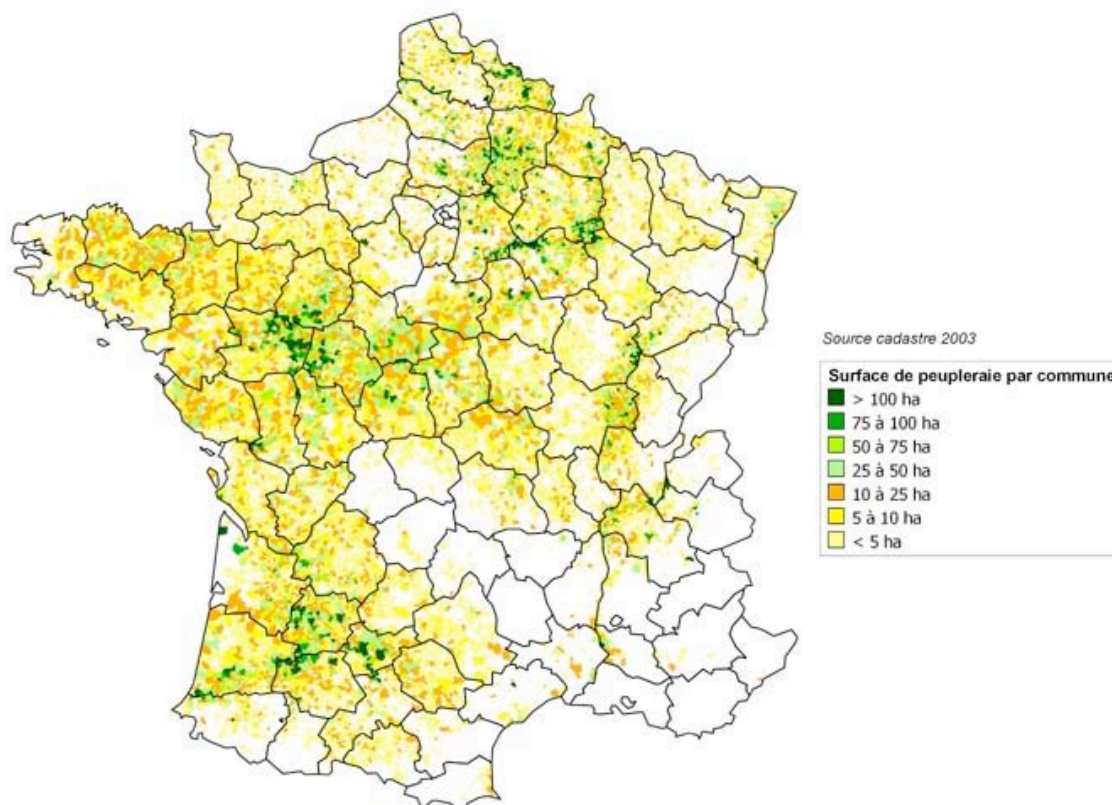 Source cadastre 2003
Surface de peupleraie par commune
> 100 ha
75 à 100 ha
50 à 75 ha
25 à 50 ha
10 à 25 ha
5 à 10 ha
< 5 ha